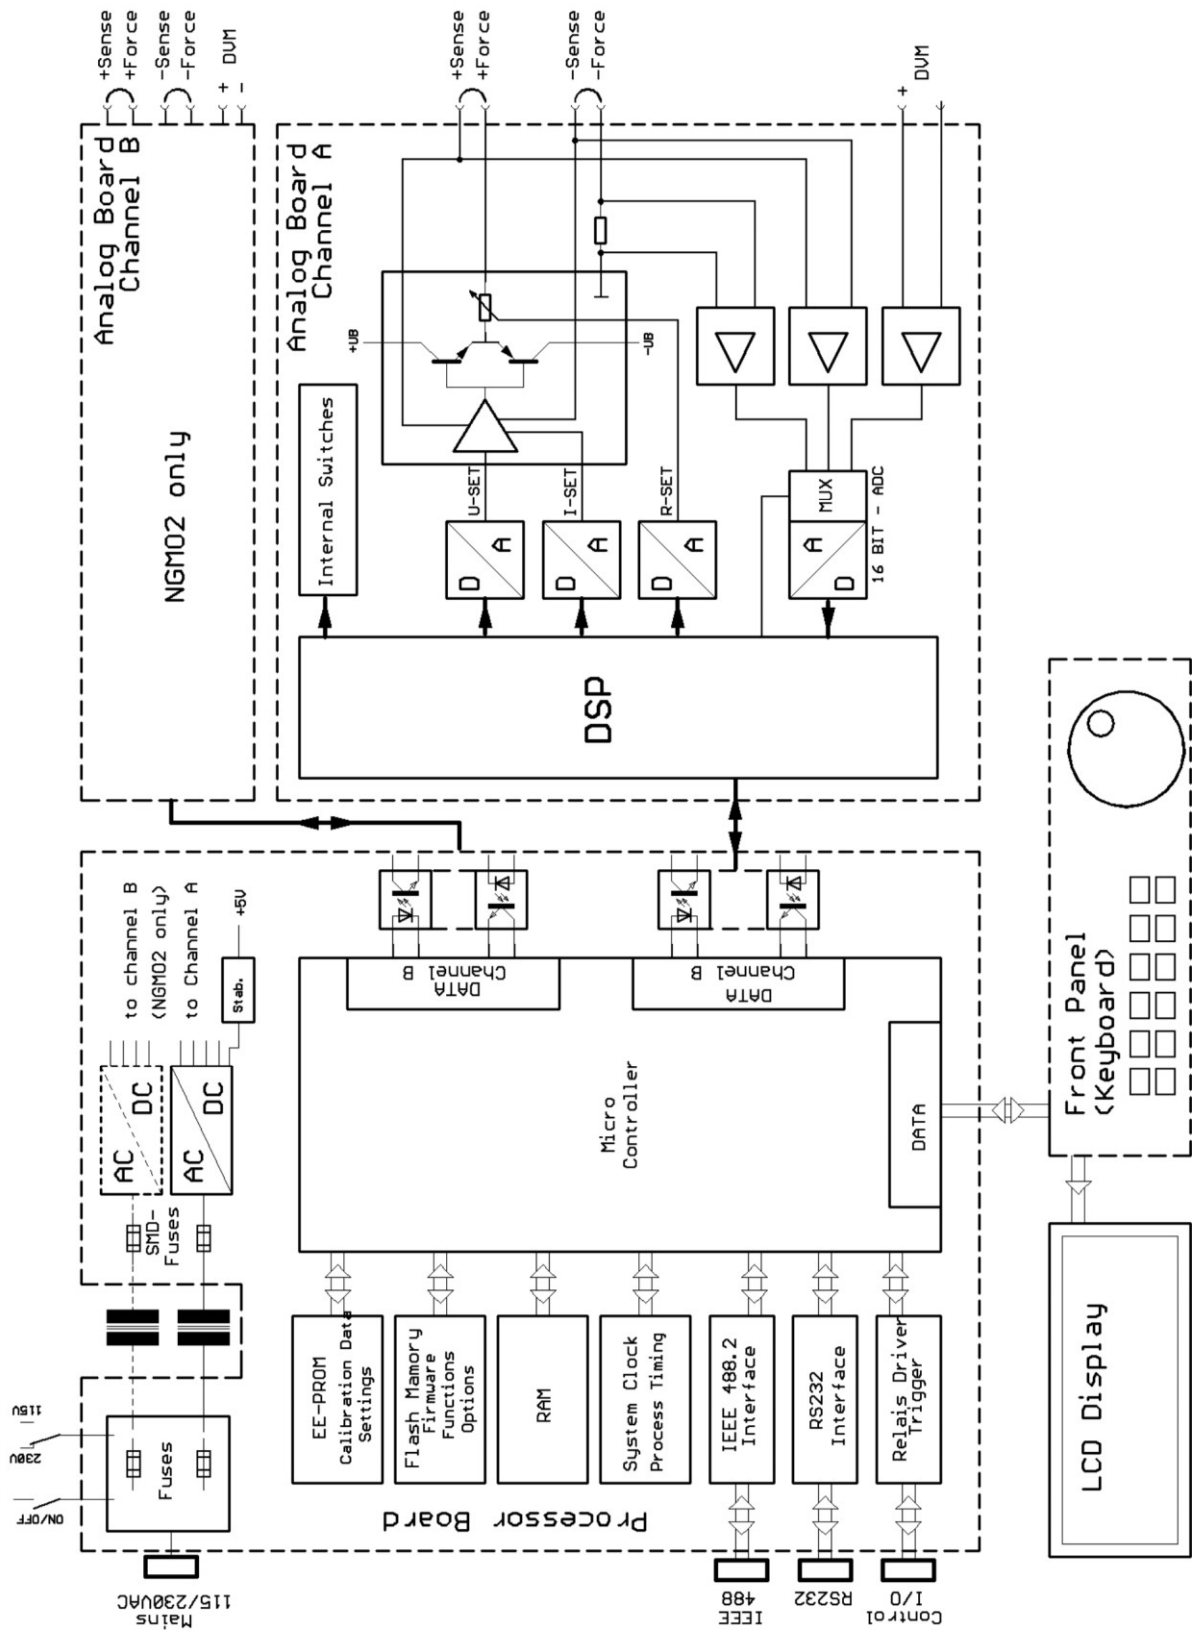 +Sense
+Force
-Sense
-Force
+ DVM
-
Analog Board
Channel B
NGMO2 only
+Sense
+Force
-Sense
-Force
+ DVM
Analog Board
Channel A
Internal Switches
+UB
-UB
U-SET
I-SET
R-SET
D
A
D
A
D
A
MUX
A
D
16 BIT - ADC
DSP
to channel B
(NGMO2 only)
to Channel A
+5V
Stab.
AC
DC
AC
DC
SMD-
Fuses
115V
230V
ON/OFF
Fuses
Mains
115/230VAC
DATA
Channel B
DATA
Channel B
Micro
Controller
DATA
EE-PROM
Calibration Data
Settings
Flash Mamory
Firmware
Functions
Options
RAM
System Clock
Process Timing
IEEE 488.2
Interface
RS232
Interface
Relais Driver
Trigger
Processor Board
IEEE
488
RS232
Control
I/O
Front Panel
(Keyboard)
LCD Display